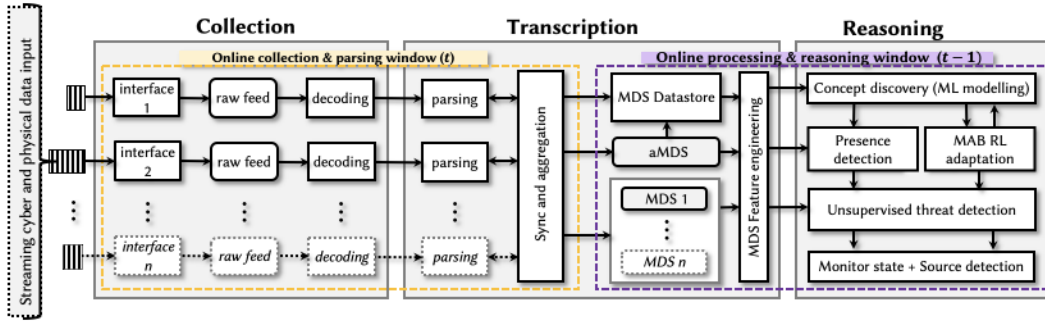 Collection
Transcription
Reasoning
Streaming cyber and physical data input
Online collection & parsing window (t)
Online processing & reasoning window (t − 1)
interface
1
raw feed
decoding
parsing
interface
2
raw feed
decoding
parsing
interface
n
raw feed
decoding
parsing
Sync and aggregation
MDS Datastore
aMDS
MDS 1
MDS n
MDS Feature engineering
Concept discovery (ML modelling)
Presence
detection
MAB RL
adaptation
Unsupervised threat detection
Monitor state + Source detection